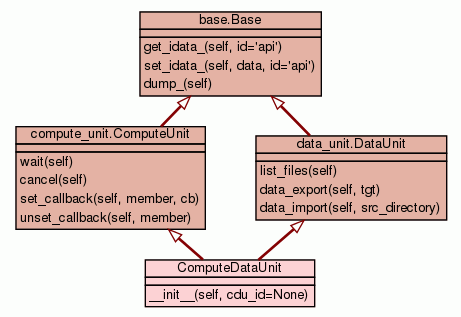 base.Base
get_idata_(self, id='api')
set_idata_(self, data, id='api')
dump_(self)
compute_unit.ComputeUnit
wait(self)
cancel(self)
set_callback(self, member, cb)
unset_callback(self, member)
data_unit.DataUnit
list_files(self)
data_export(self, tgt)
data_import(self, src_directory)
ComputeDataUnit
__init__(self, cdu_id=None)